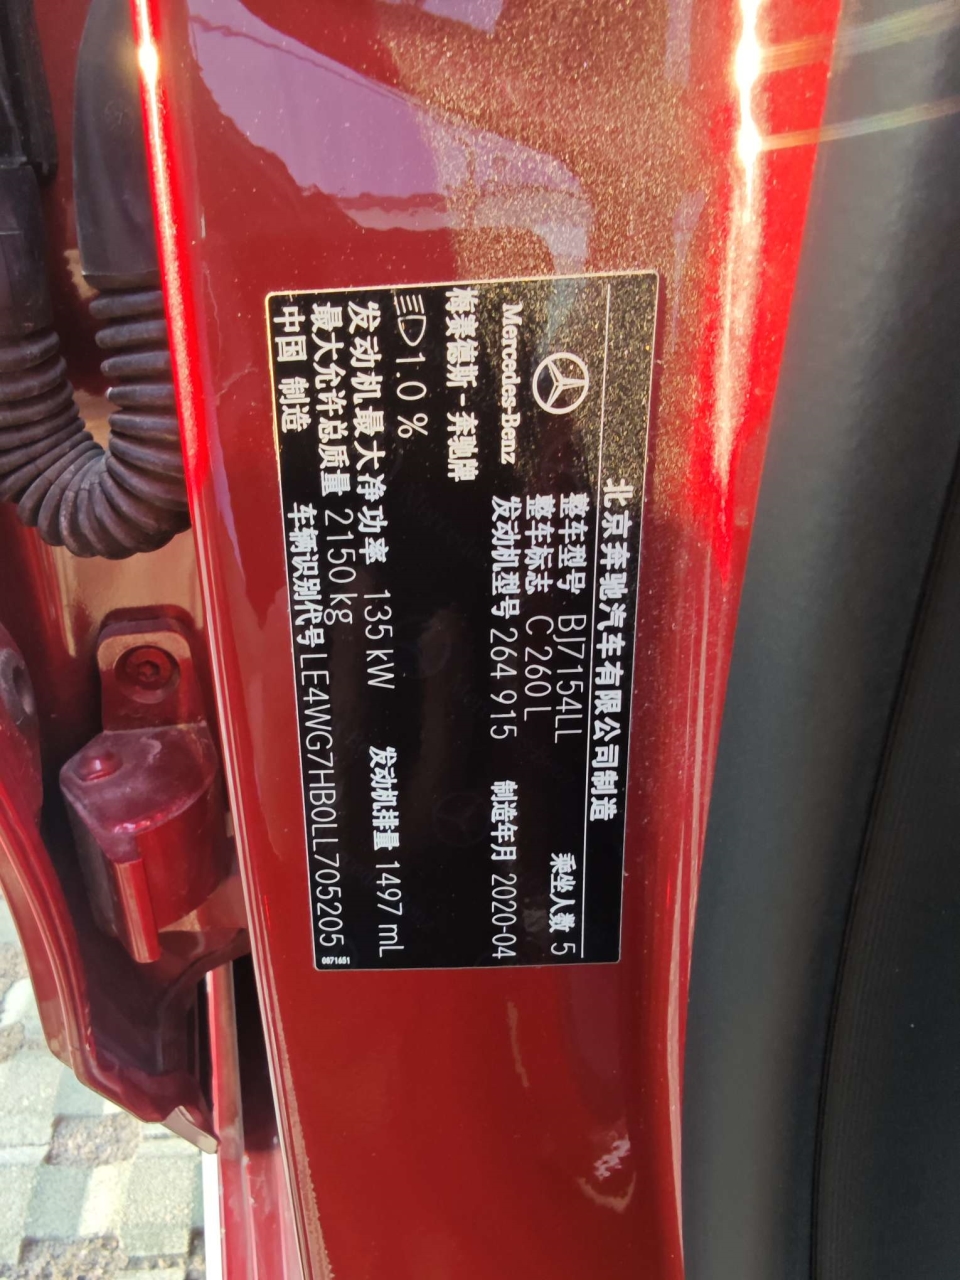 北京奔驰汽车有限公司制造
Mercedes-Benz
梅赛德斯-奔驰牌
整车型号 BJ7154LL 乘坐人数 5
整车标志 C 260 L
发动机型号 264 915 制造年月 2020-04
1.0 %
发动机最大净功率 135 kW 发动机排量 1497 mL
最大允许总质量 2150 kg
中国 制造 车辆识别代号 LE4WG7HB0LL705205
0871651